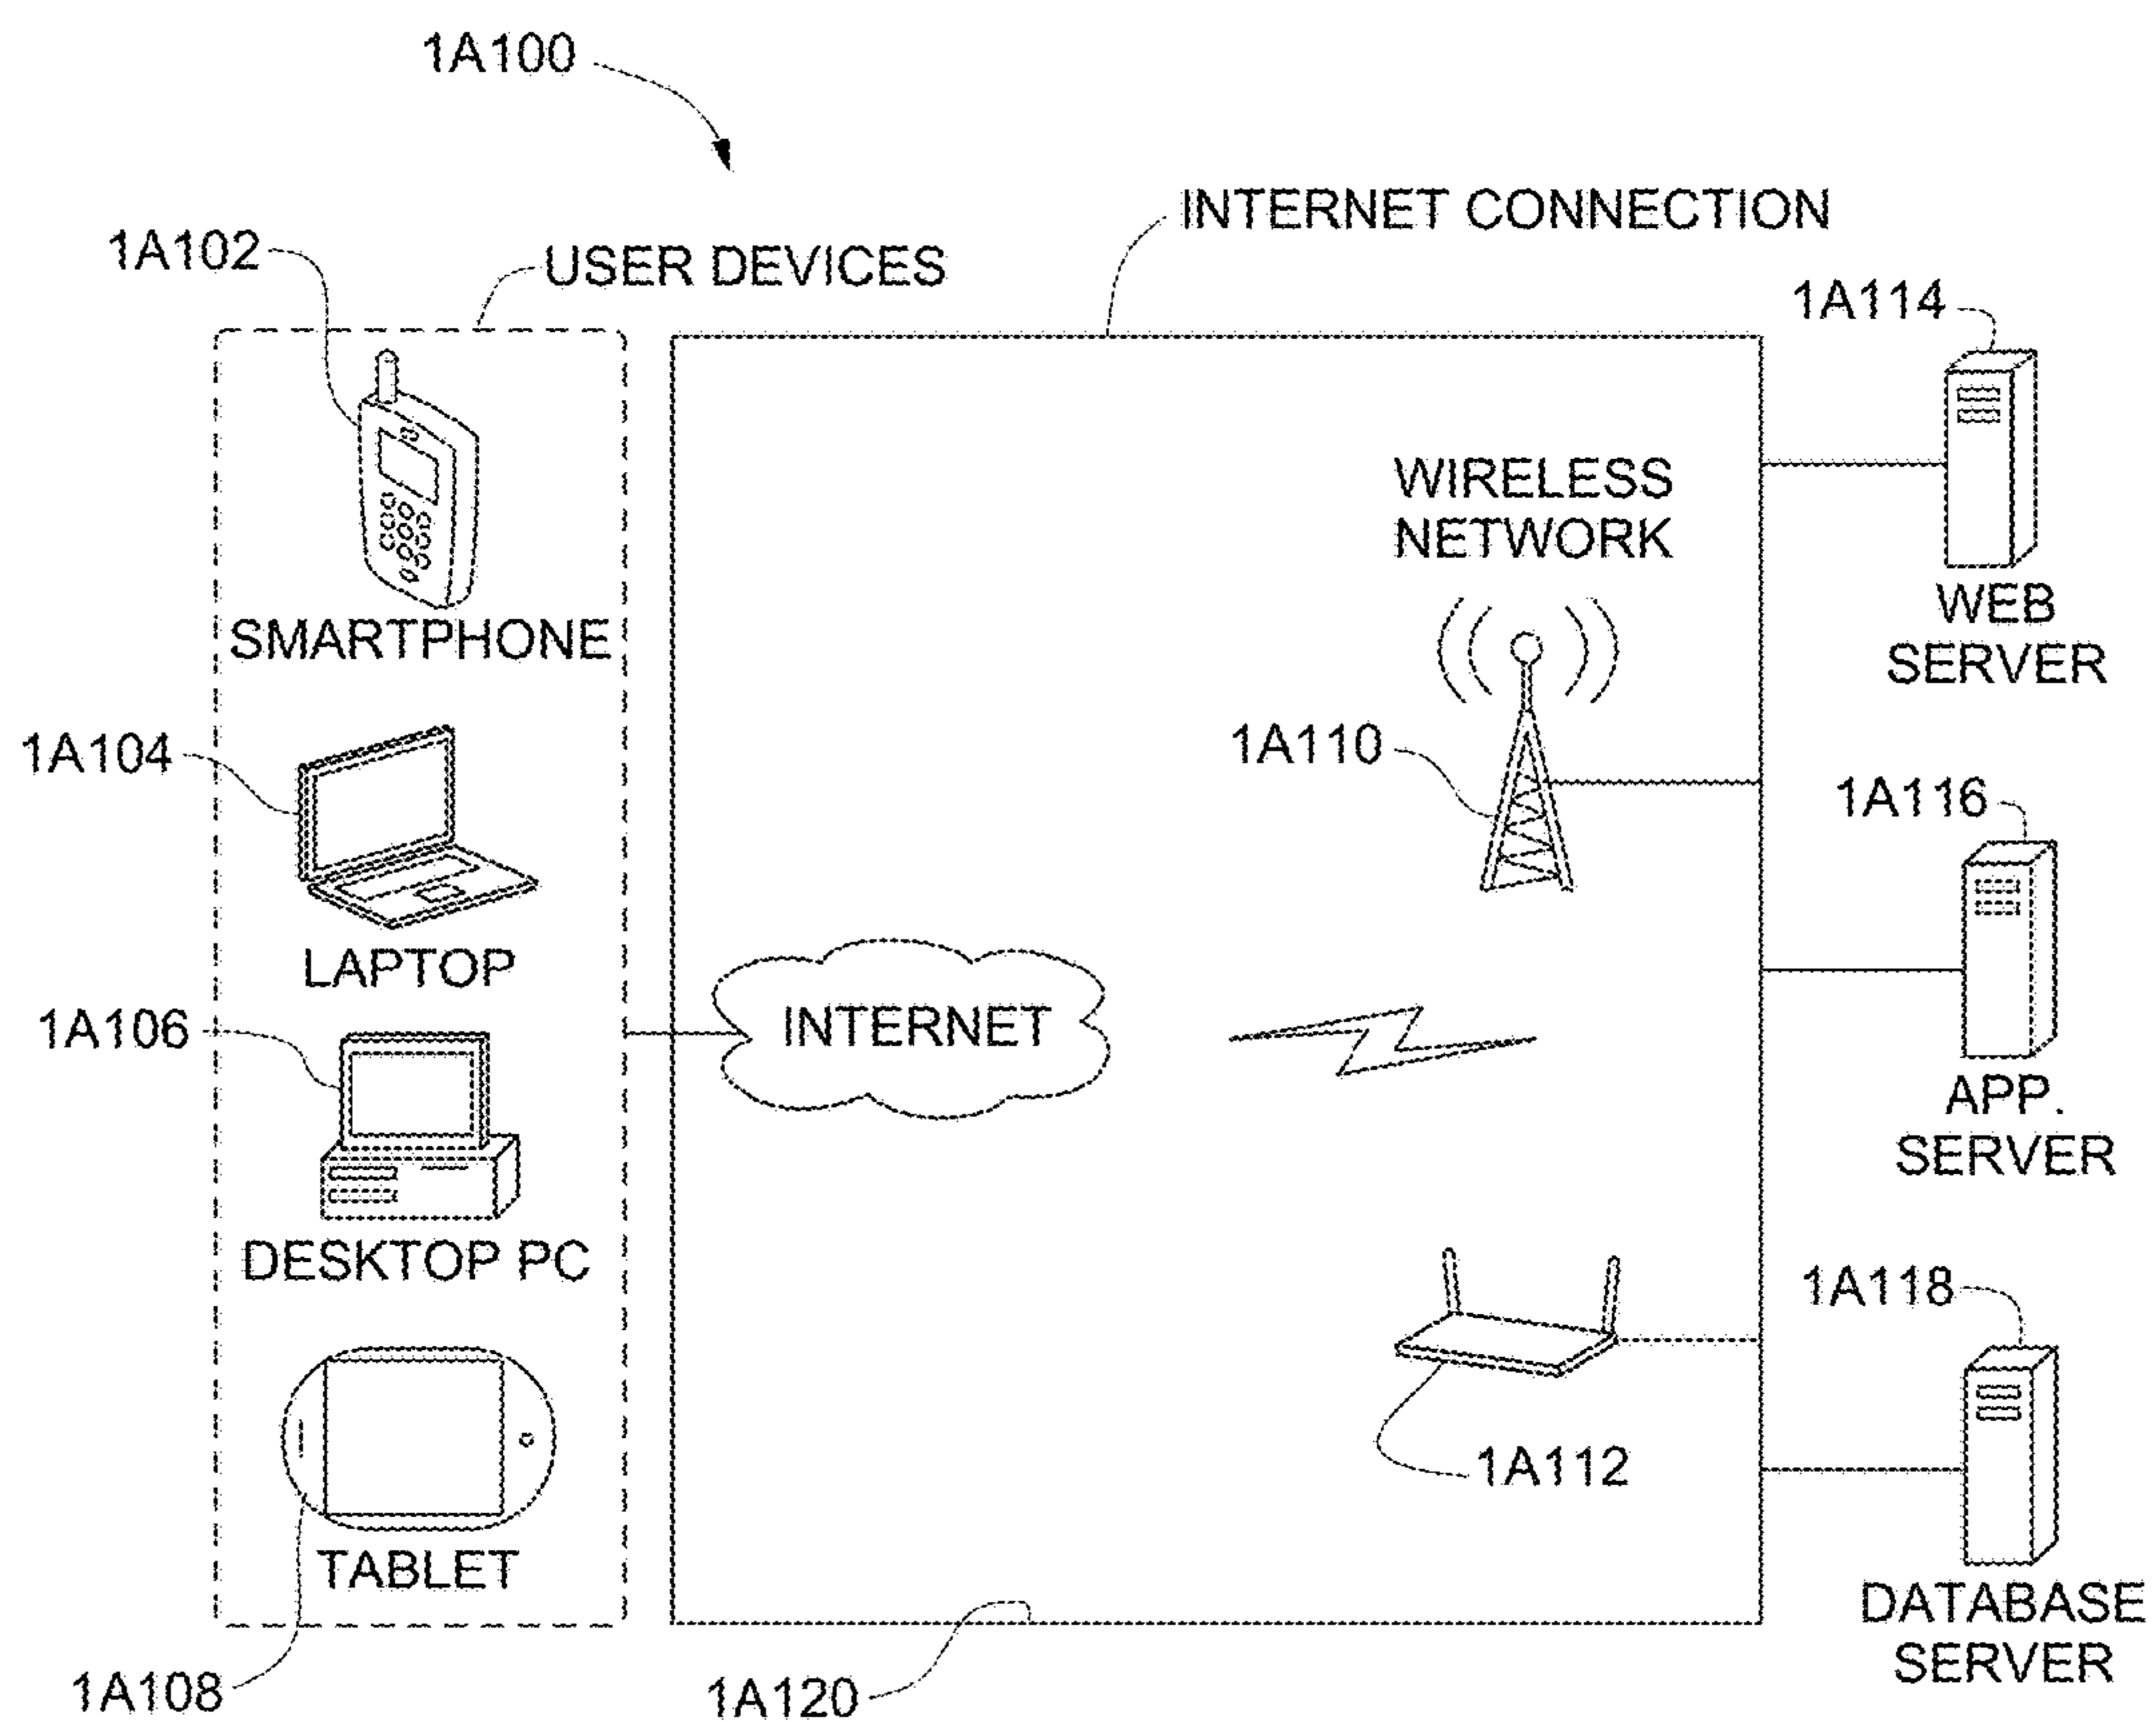 1A100
INTERNET CONNECTION
1A102
USER DEVICES
1A114
SMARTPHONE
WIRELESS
NETWORK
WEB
SERVER
1A104
1A110
1A116
LAPTOP
1A106
INTERNET
APP.
SERVER
DESKTOP PC
1A118
1A112
TABLET
DATABASE
SERVER
1A108
1A120